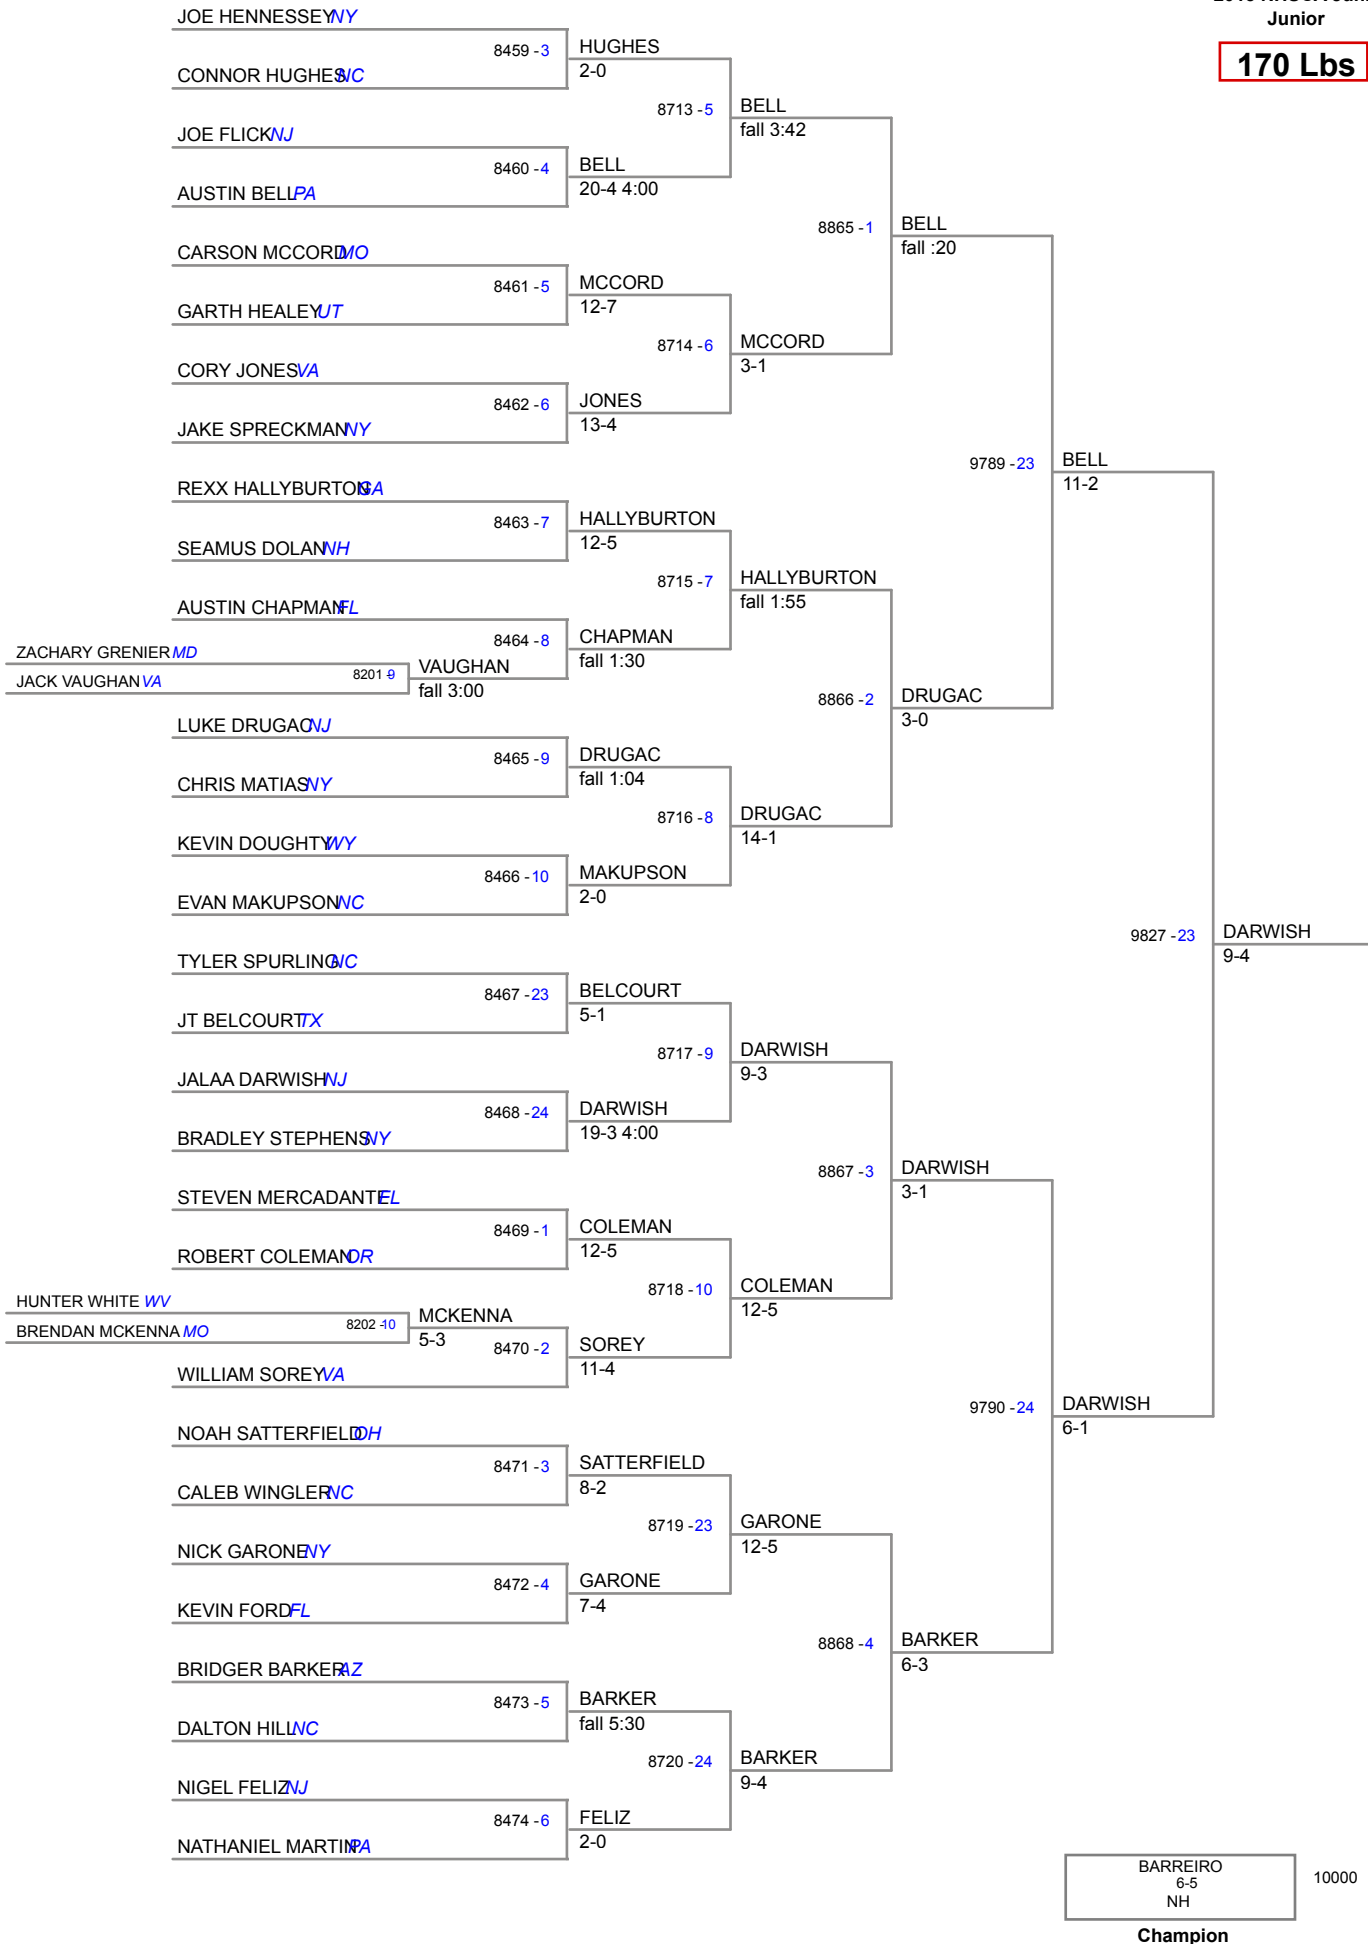 Junior
170 Lbs
JOE HENNESSEY NY
8459 -3
HUGHES
2-0
CONNOR HUGHES NC
8713 -5
BELL
fall 3:42
JOE FLICK NJ
8460 -4
BELL
20-4 4:00
AUSTIN BELL PA
8865 -1
BELL
fall :20
CARSON MCCORD MO
8461 -5
MCCORD
12-7
GARTH HEALEY UT
8714 -6
MCCORD
3-1
CORY JONES VA
8462 -6
JONES
13-4
JAKE SPRECKMAN NY
9789 -23
BELL
11-2
REXX HALLYBURTON GA
8463 -7
HALLYBURTON
12-5
SEAMUS DOLAN NH
8715 -7
HALLYBURTON
fall 1:55
AUSTIN CHAPMAN FL
8464 -8
CHAPMAN
fall 1:30
ZACHARY GRENIER MD
JACK VAUGHAN VA
8201 -9
VAUGHAN
fall 3:00
8866 -2
DRUGAC
3-0
LUKE DRUGAC NJ
8465 -9
DRUGAC
fall 1:04
CHRIS MATIAS NY
8716 -8
DRUGAC
14-1
KEVIN DOUGHTY WY
8466 -10
MAKUPSON
2-0
EVAN MAKUPSON NC
9827 -23
DARWISH
9-4
TYLER SPURLING NC
8467 -23
BELCOURT
5-1
JT BELCOURT TX
8717 -9
DARWISH
9-3
JALAA DARWISH NJ
8468 -24
DARWISH
19-3 4:00
BRADLEY STEPHENS NY
8867 -3
DARWISH
3-1
STEVEN MERCADANTE FL
8469 -1
COLEMAN
12-5
ROBERT COLEMAN OR
8718 -10
COLEMAN
12-5
HUNTER WHITE WV
BRENDAN MCKENNA MO
8202 -10
MCKENNA
5-3
8470 -2
SOREY
11-4
WILLIAM SOREY VA
9790 -24
DARWISH
6-1
NOAH SATTERFIELD OH
8471 -3
SATTERFIELD
8-2
CALEB WINGLER NC
8719 -23
GARONE
12-5
NICK GARONE NY
8472 -4
GARONE
7-4
KEVIN FORD FL
8868 -4
BARKER
6-3
BRIDGER BARKER AZ
8473 -5
BARKER
fall 5:30
DALTON HILL NC
8720 -24
BARKER
9-4
NIGEL FELIZ NJ
8474 -6
FELIZ
2-0
NATHANIEL MARTIN PA
BARREIRO
6-5
NH
10000
Champion